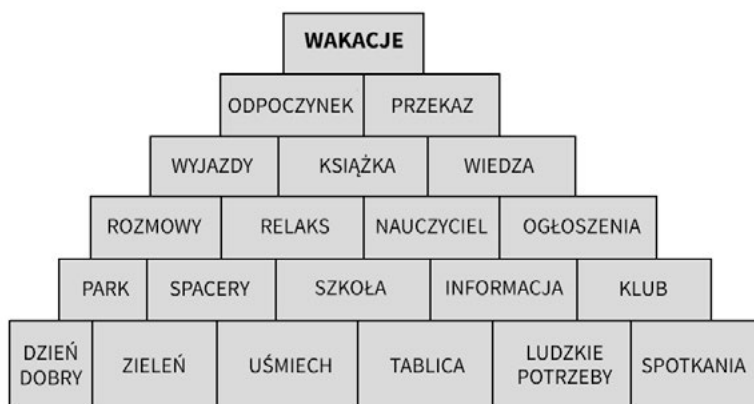 WAKACJE
ODPOCZYNEK PRZEKAZ
WYJAZDY KSIĄŻKA WIEDZA
ROZMOWY RELAKS NAUCZYCIEL OGŁOSZENIA
PARK SPACERY SZKOŁA INFORMACJA KLUB
DZIEŃ
DOBRY
ZIELEŃ
UŚMIECH
TABLICA
LUDZKIE
POTRZEBY
SPOTKANIA